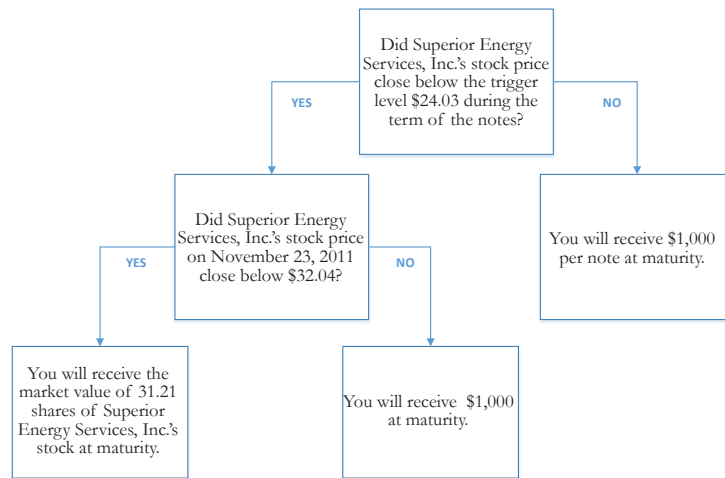 Did Superior Energy
Services, Inc.'s stock price
close below the trigger
level $24.03 during the
term of the notes?
YES
NO
Did Superior Energy
Services, Inc.'s stock price
on November 23, 2011
close below $32.04?
You will receive $1,000
per note at maturity.
YES
NO
You will receive the
market value of 31.21
shares of Superior
Energy Services, Inc.'s
stock at maturity.
You will receive $1,000
at maturity.